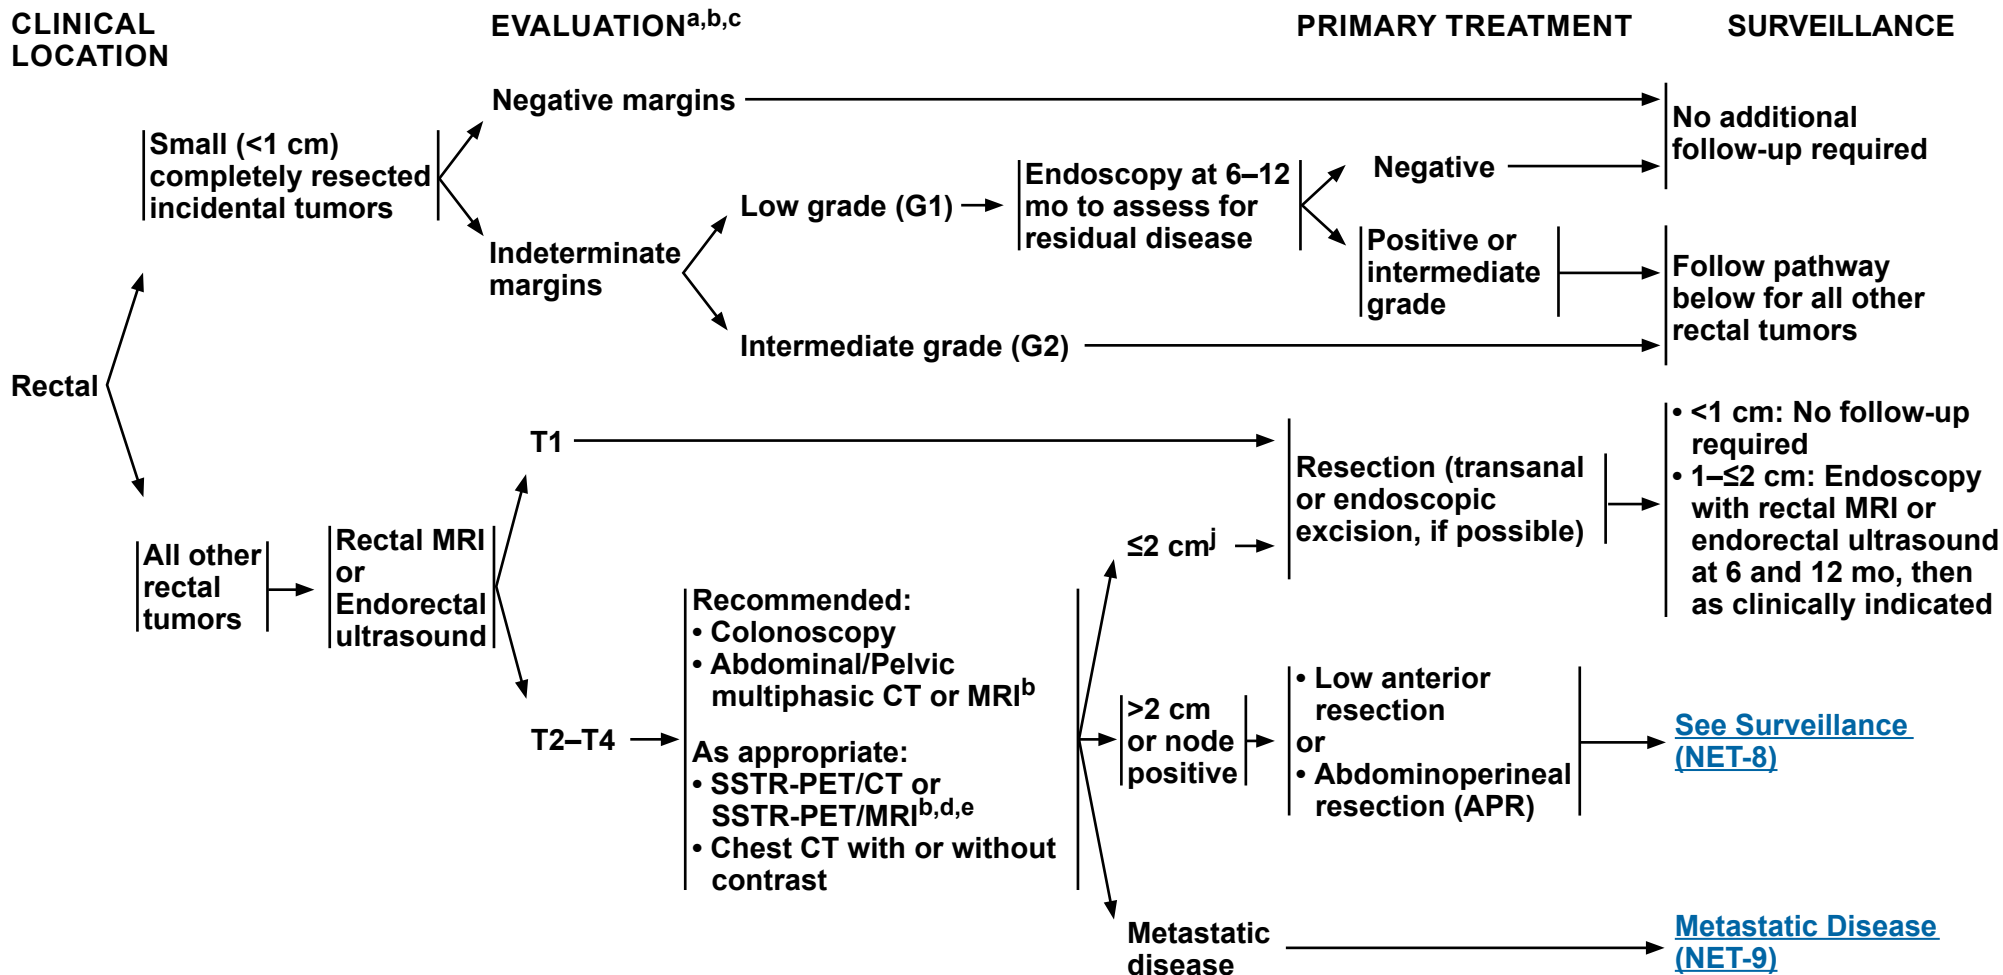 CLINICAL
LOCATION
EVALUATIONa,b,c
PRIMARY TREATMENT
SURVEILLANCE
Rectal
Small (<1 cm)
completely resected
incidental tumors
Negative margins
Indeterminate
margins
Low grade (G1)
Intermediate grade (G2)
Endoscopy at 6–12
mo to assess for
residual disease
Negative
Positive or
intermediate
grade
No additional
follow-up required
Follow pathway
below for all other
rectal tumors
All other
rectal
tumors
Rectal MRI
or
Endorectal
ultrasound
T1
T2–T4
Recommended:
• Colonoscopy
• Abdominal/Pelvic
multiphasic CT or MRIb
As appropriate:
• SSTR-PET/CT or
SSTR-PET/MRIb,d,e
• Chest CT with or without
contrast
≤2 cmj
>2 cm
or node
positive
Metastatic
disease
Resection (transanal
or endoscopic
excision, if possible)
• Low anterior
resection
or
• Abdominoperineal
resection (APR)
• <1 cm: No follow-up
required
• 1–≤2 cm: Endoscopy
with rectal MRI or
endorectal ultrasound
at 6 and 12 mo, then
as clinically indicated
See Surveillance
(NET-8)
Metastatic Disease
(NET-9)